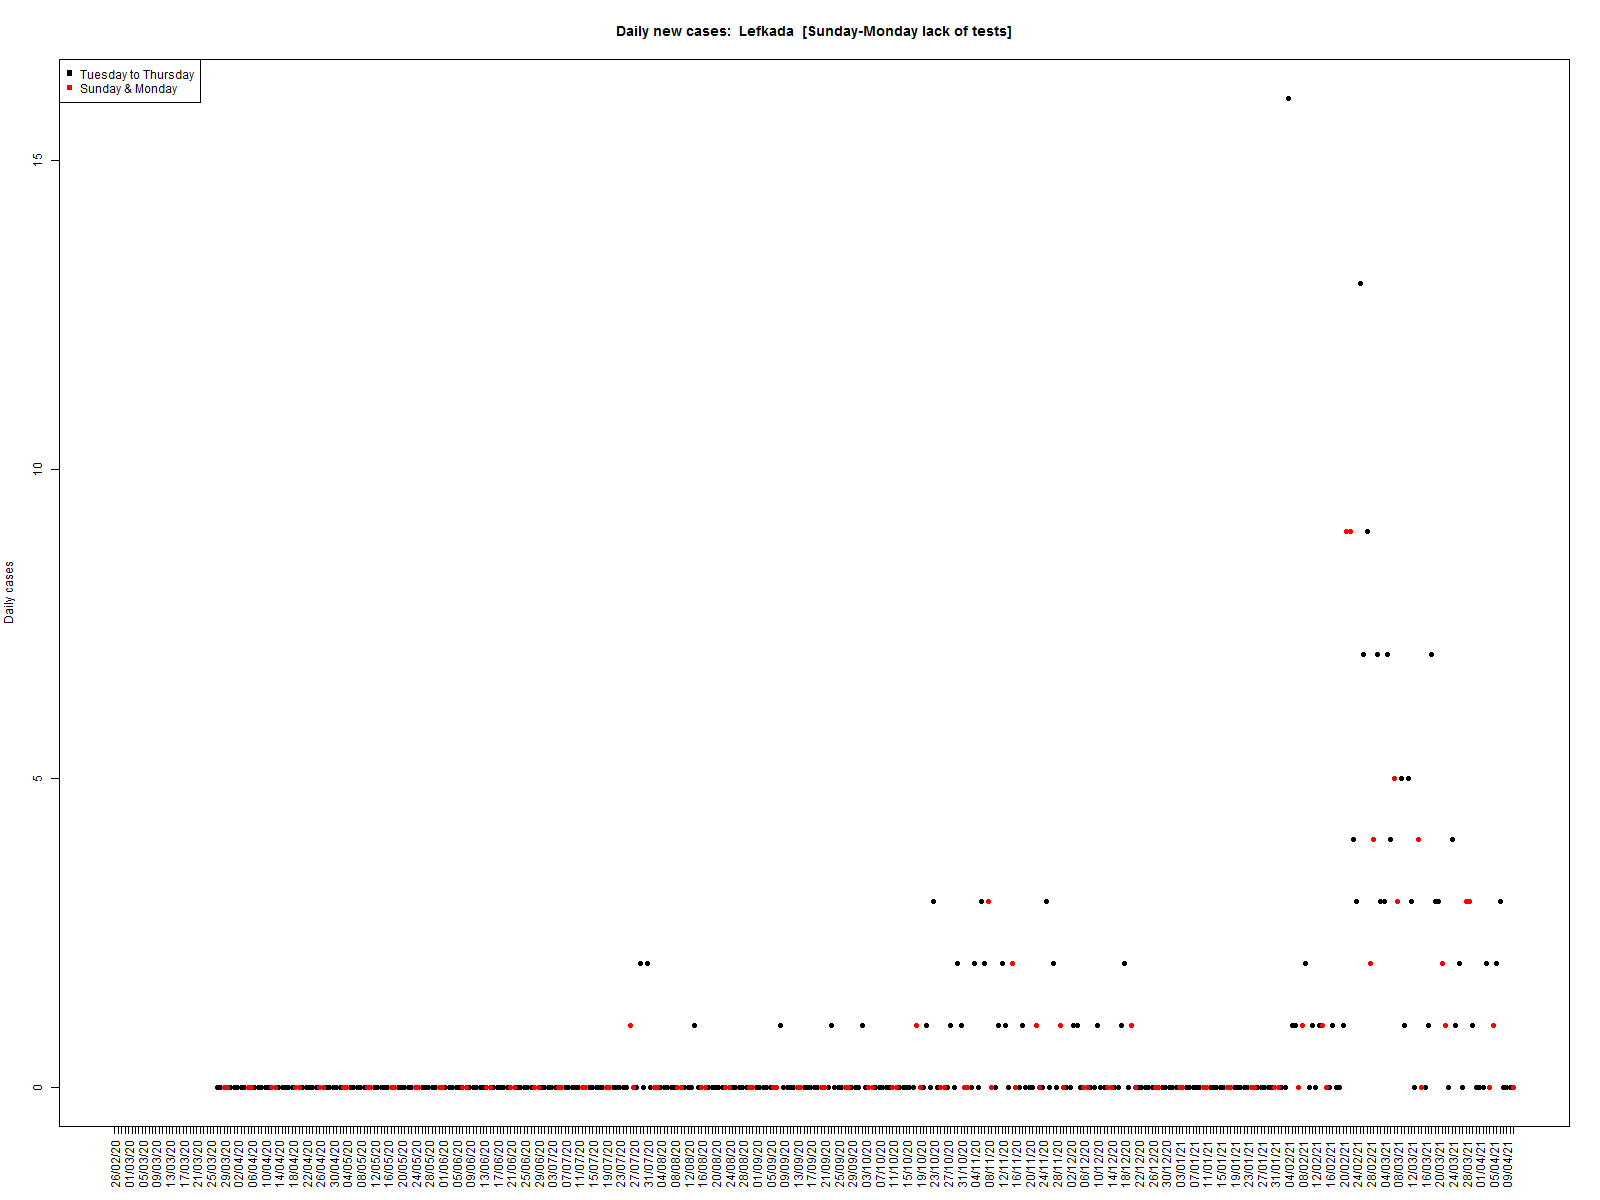 Daily new cases: Lefkada [Sunday-Monday lack of tests]
Tuesday to Thursday
Sunday & Monday
Daily cases
15
10
5
0
26/02/20 01/03/20 05/03/20 09/03/20 13/03/20 17/03/20 21/03/20 25/03/20 29/03/20 02/04/20 06/04/20 10/04/20 14/04/20 18/04/20 22/04/20 26/04/20 30/04/20 04/05/20 08/05/20 12/05/20 16/05/20 20/05/20 24/05/20 28/05/20 01/06/20 05/06/20 09/06/20 13/06/20 17/06/20 21/06/20 25/06/20 29/06/20 03/07/20 07/07/20 11/07/20 15/07/20 19/07/20 23/07/20 27/07/20 31/07/20 04/08/20 08/08/20 12/08/20 16/08/20 20/08/20 24/08/20 28/08/20 01/09/20 05/09/20 09/09/20 13/09/20 17/09/20 21/09/20 25/09/20 29/09/20 03/10/20 07/10/20 11/10/20 15/10/20 19/10/20 23/10/20 27/10/20 31/10/20 04/11/20 08/11/20 12/11/20 16/11/20 20/11/20 24/11/20 28/11/20 02/12/20 06/12/20 10/12/20 14/12/20 18/12/20 22/12/20 26/12/20 30/12/20 03/01/21 07/01/21 11/01/21 15/01/21 19/01/21 23/01/21 27/01/21 31/01/21 04/02/21 08/02/21 12/02/21 16/02/21 20/02/21 24/02/21 28/02/21 04/03/21 08/03/21 12/03/21 16/03/21 20/03/21 24/03/21 28/03/21 01/04/21 05/04/21 09/04/21